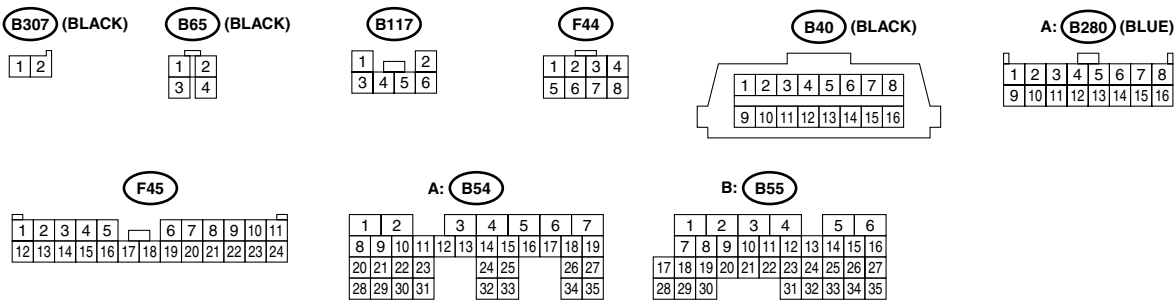 B307 (BLACK) B65 (BLACK) B117 F44 B40 (BLACK) A: B280 (BLUE)
1 2
1 2
3 4
1 2
3 4 5 6
1 2 3 4
5 6 7 8
1 2 3 4 5 6 7 8
9 10 11 12 13 14 15 16
1 2 3 4 5 6 7 8
9 10 11 12 13 14 15 16
F45 A: B54 B: B55
1 2 3 4 5 6 7 8 9 10 11
12 13 14 15 16 17 18 19 20 21 22 23 24
1 2 3 4 5 6 7
8 9 10 11 12 13 14 15 16 17 18 19
20 21 22 23 24 25 26 27
28 29 30 31 32 33 34 35
1 2 3 4 5 6
7 8 9 10 11 12 13 14 15 16
17 18 19 20 21 22 23 24 25 26 27
28 29 30 31 32 33 34 35